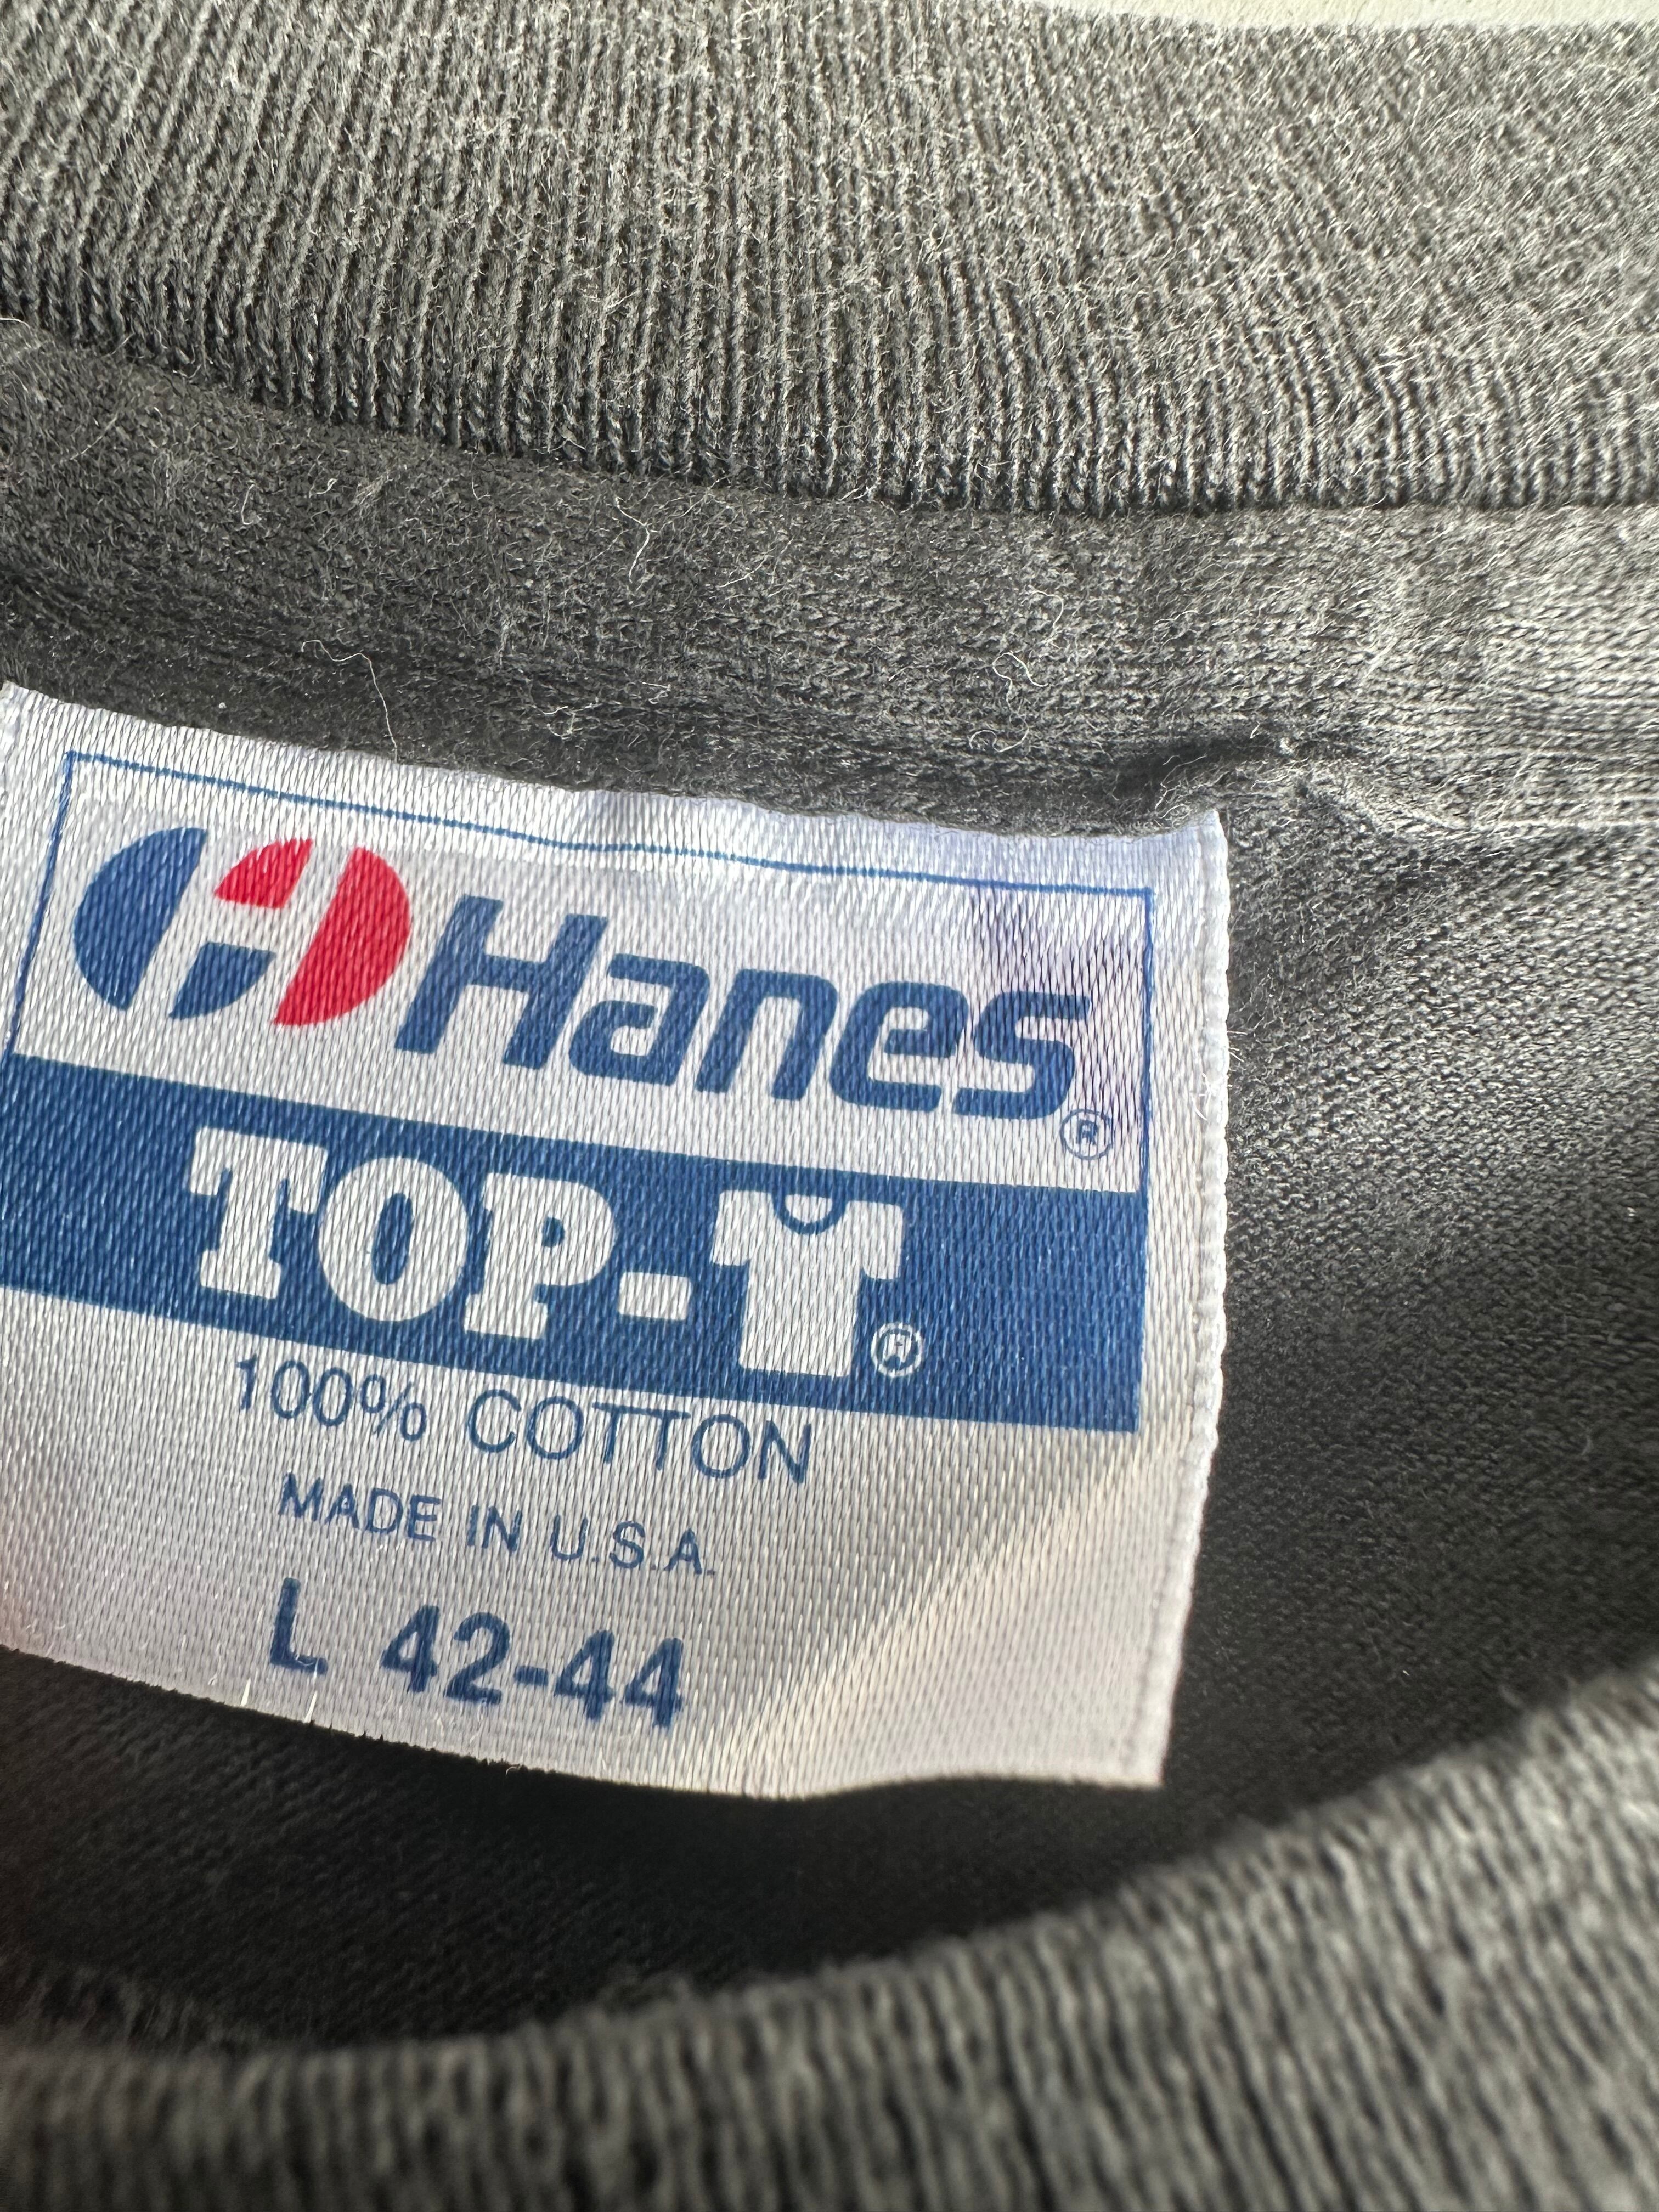 Hanes®
TOP-T®
100% COTTON
MADE IN U.S.A.
L 42-44